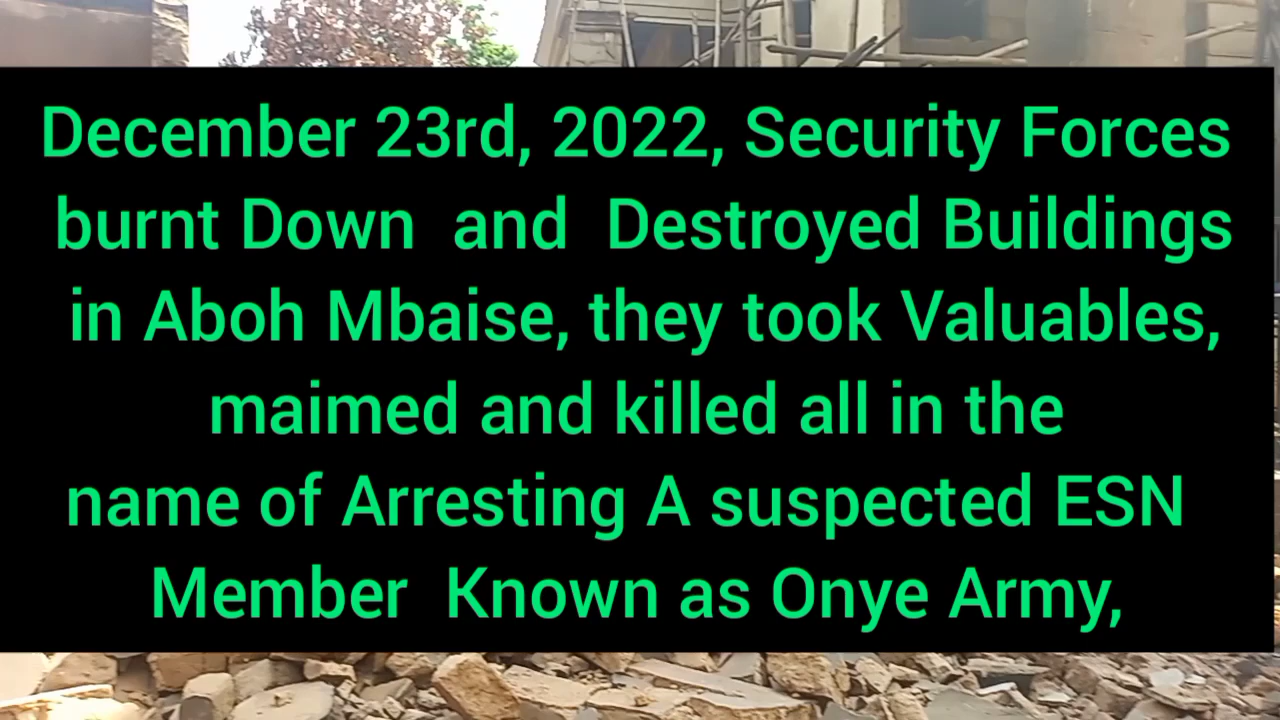 December 23rd, 2022, Security Forces
burnt Down and Destroyed Buildings
in Aboh Mbaise, they took Valuables,
maimed and killed all in the
name of Arresting A suspected ESN
Member Known as Onye Army,